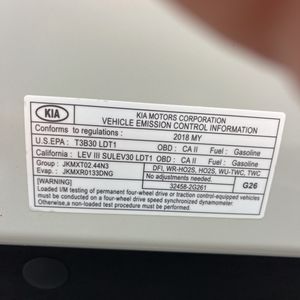 KIA
KIA MOTORS CORPORATION
VEHICLE EMISSION CONTROL INFORMATION
Conforms to regulations : 2018 MY
U.S.EPA : T3B30 LDT1 OBD : CA II Fuel : Gasoline
California : LEV III SULEV30 LDT1 OBD : CA II Fuel : Gasoline
Group : JKMXT02.44N3 DFI, WR-HO2S, HO2S, WU-TWC, TWC
Evap. : JKMXR0133DNG No adjustments needed.
[WARNING] 32458-2G261 G26
Loaded I/M testing of permanent four-wheel drive or traction control-equipped vehicles
must be conducted on a four-wheel drive speed synchronized dynamometer.
Otherwise, a non-loaded test procedure must be used to avoid damage.